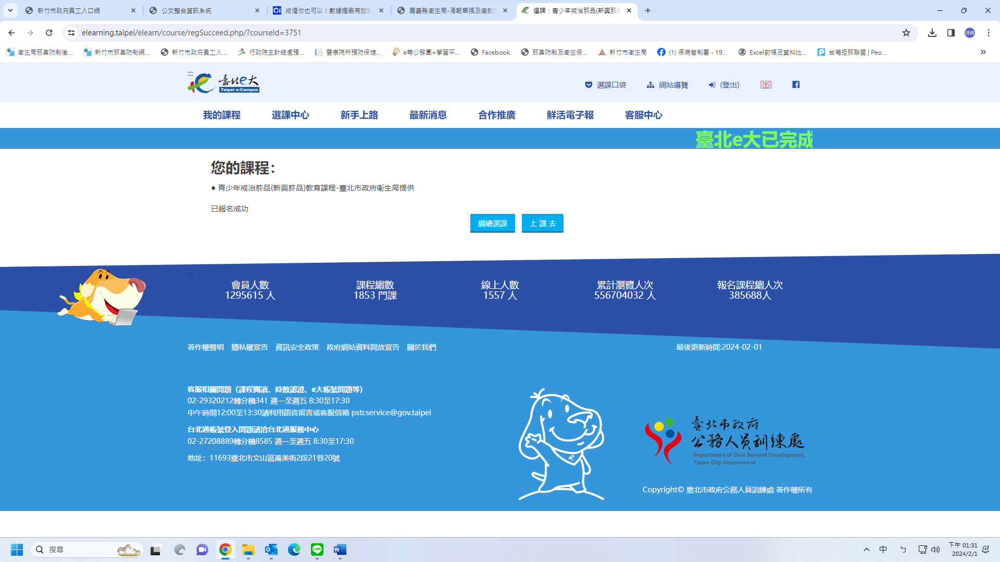 新竹市政府員工入口網
公文整合資訊系統
戒煙你也可以！數據揭最有效5
嘉義縣衛生局-海報單張及衛教
選課：青少年戒治菸品(新興菸品
elearning.taipei/elearn/course/regSucceed.php/?courseid=3751
詩祺
衛生局菸害防制後...
新竹市菸害防制網...
新竹市政府員工入...
行政院主計總處預...
醫療院所預防保健...
e等公務園+學習平...
Facebook
菸害防制及衛生保...
新竹市衛生局
(1) 疾病管制署 - 19...
Excel對帳及資料比...
台灣拒菸聯盟 | Peo...
:::
臺北e大
Taipei e-Campus
選課口袋
網站導覽
(登出)
我的課程
選課中心
新手上路
最新消息
合作推廣
鮮活電子報
客服中心
臺北e大已完成
您的課程：
● 青少年戒治菸品(新興菸品)教育課程-臺北市政府衛生局提供
已報名成功
繼續選課
上 課 去
:::
會員人數
1295615 人
課程總數
1853 門課
線上人數
1557 人
累計瀏覽人次
556704032 人
報名課程總人次
385688人
著作權聲明 隱私權宣告 資訊安全政策 政府網站資料開放宣告 關於我們
最後更新時間:2024-02-01
客服相關問題（課程閱讀、時數認證、e大帳號問題等）
02-29320212轉分機341 週一至週五 8:30至17:30
中午時間12:00至13:30請利用語音留言或客服信箱 pstcservice@gov.taipei
台北通帳號登入問題請洽台北通服務中心
02-27208889轉分機8585 週一至週五 8:30至17:30
地址：11693臺北市文山區萬美街2段21巷20號
臺北市政府
公務人員訓練處
Department of Civil Servant Development,
Taipei City Government
Copyright© 臺北市政府公務人員訓練處 著作權所有
搜尋
中
ㄅ
下午 01:31
2024/2/1